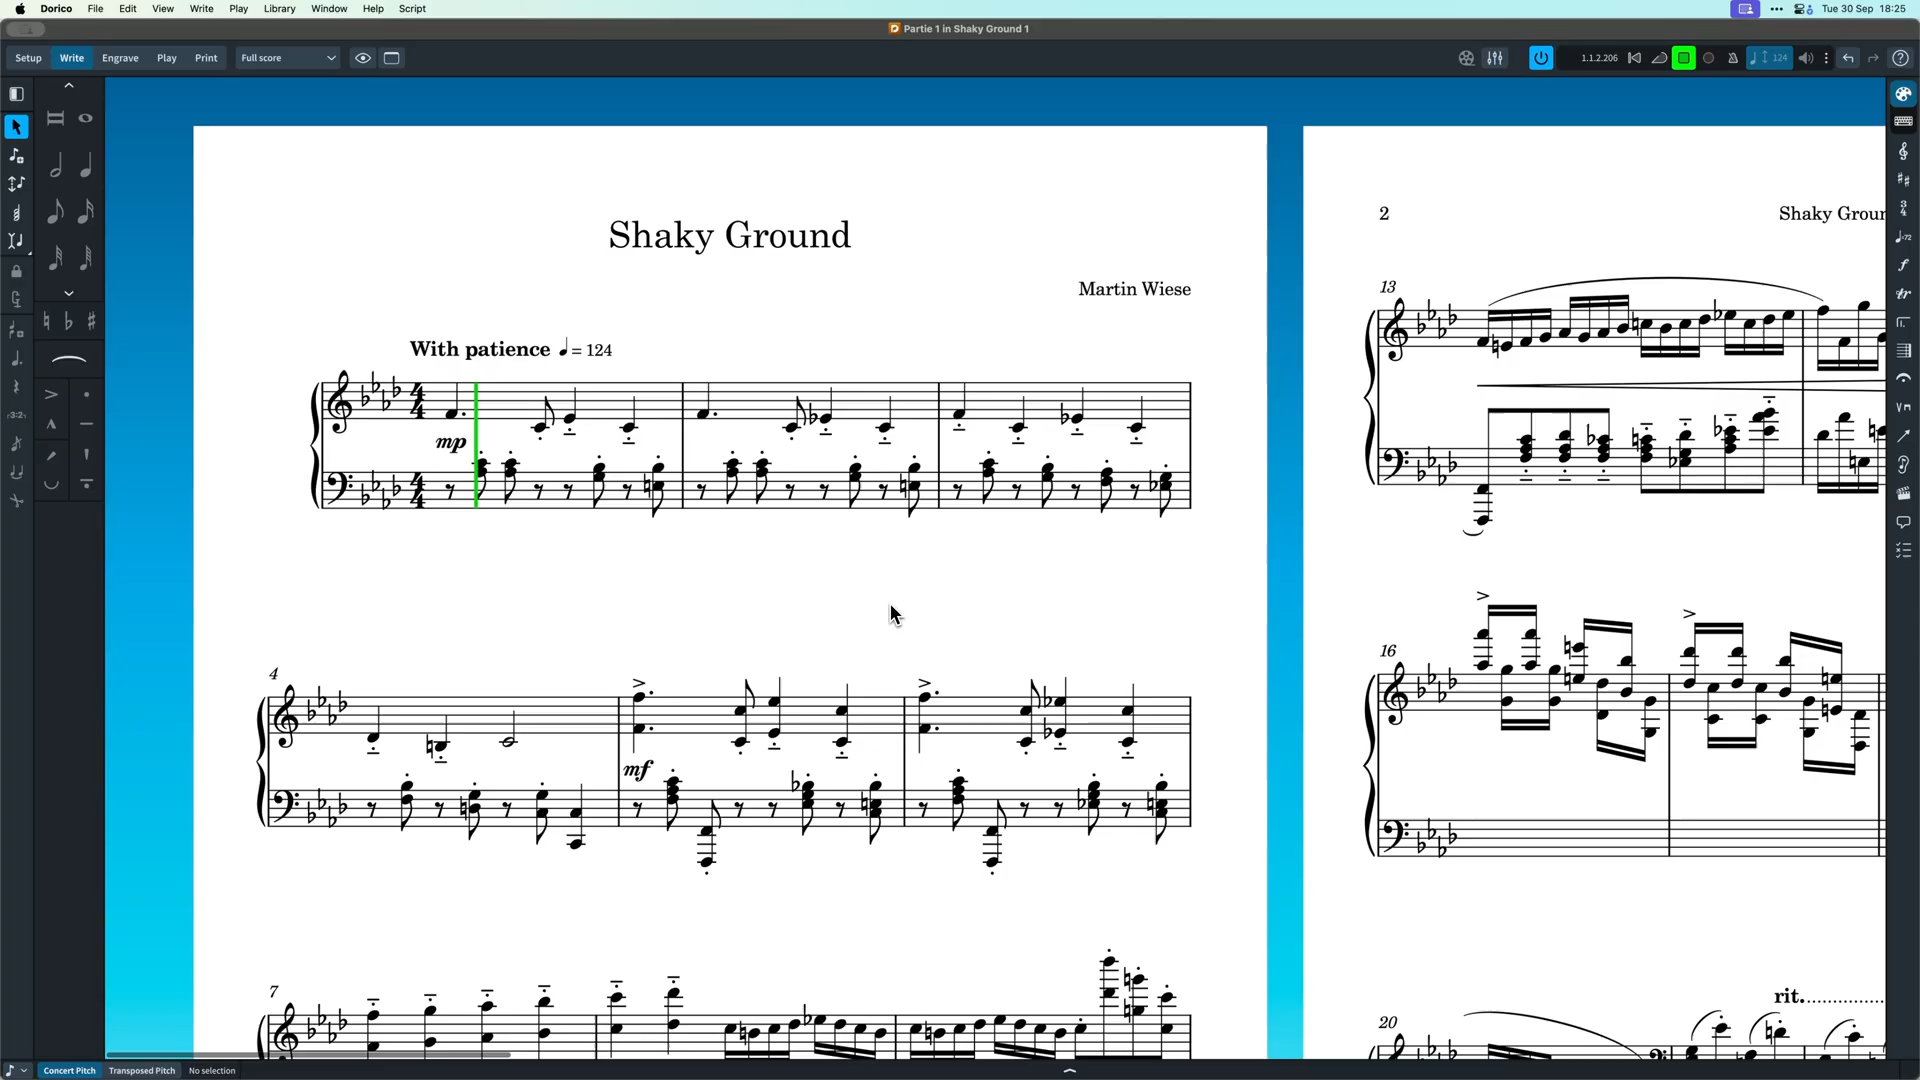 Dorico File Edit View Write Play Library Window Help Script
Tue 30 Sep 18:25
Partie 1 in Shaky Ground 1
Setup Write Engrave Play Print Full score
1.1.2.206
124
Shaky Ground
Martin Wiese
With patience = 124
mp
4
mf
7
2
Shaky Groun
13
16
rit.
20
Concert Pitch Transposed Pitch No selection